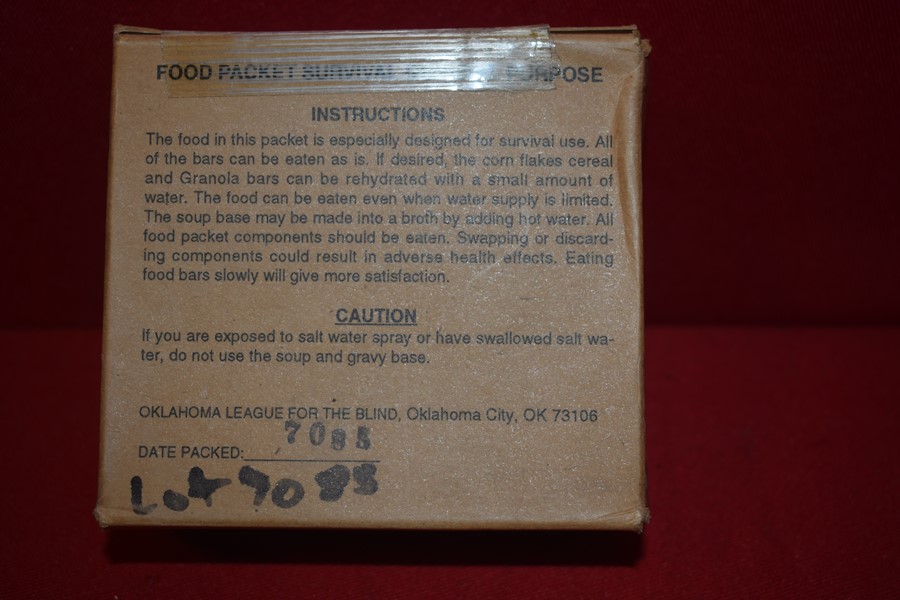 FOOD PACKET SURVIVAL PURPOSE
INSTRUCTIONS
The food in this packet is especially designed for survival use. All
of the bars can be eaten as is. If desired, the corn flakes cereal
and Granola bars can be rehydrated with a small amount of
water. The food can be eaten even when water supply is limited.
The soup base may be made into a broth by adding hot water. All
food packet components should be eaten. Swapping or discard-
ing components could result in adverse health effects. Eating
food bars slowly will give more satisfaction.
CAUTION
If you are exposed to salt water spray or have swallowed salt wa-
ter, do not use the soup and gravy base.
OKLAHOMA LEAGUE FOR THE BLIND, Oklahoma City, OK 73106
7088
DATE PACKED:
Lot 7088